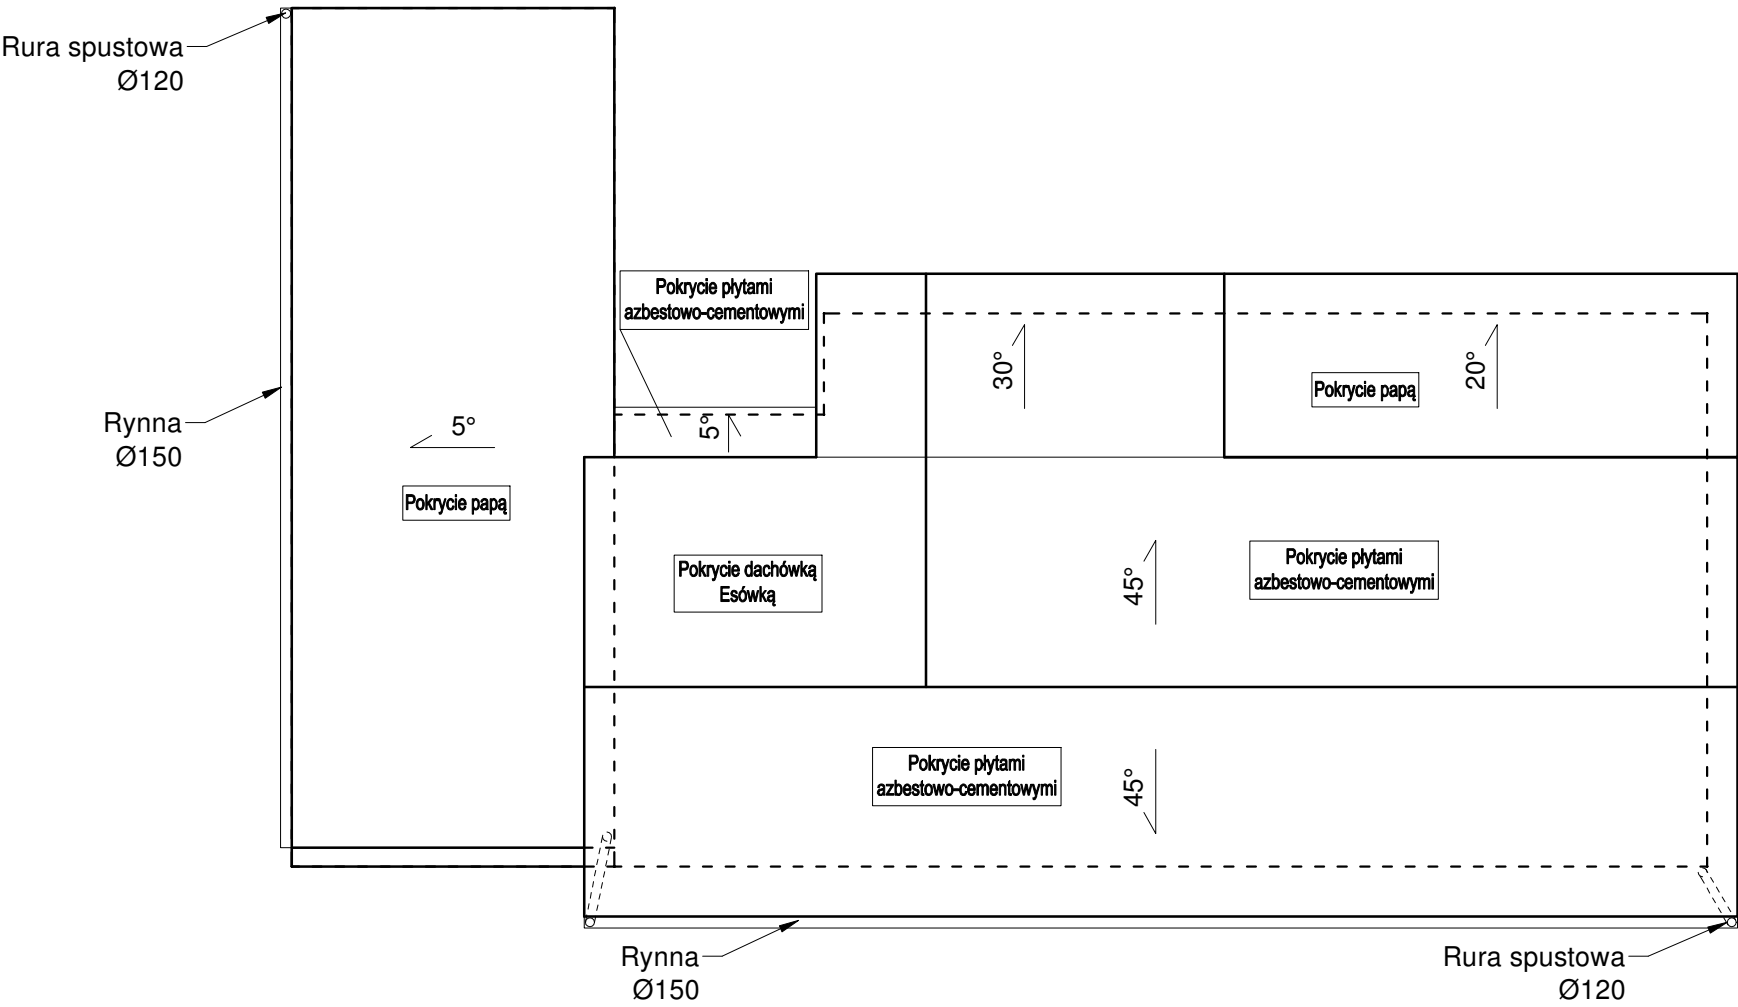 Rura spustowa
Ø120
Pokrycie płytami
azbestowo-cementowymi
30°
20°
Pokrycie papą
Rynna
Ø150
5°
5°
Pokrycie papą
Pokrycie dachówką
Esówką
45°
Pokrycie płytami
azbestowo-cementowymi
Pokrycie płytami
azbestowo-cementowymi
45°
Rynna
Ø150
Rura spustowa
Ø120